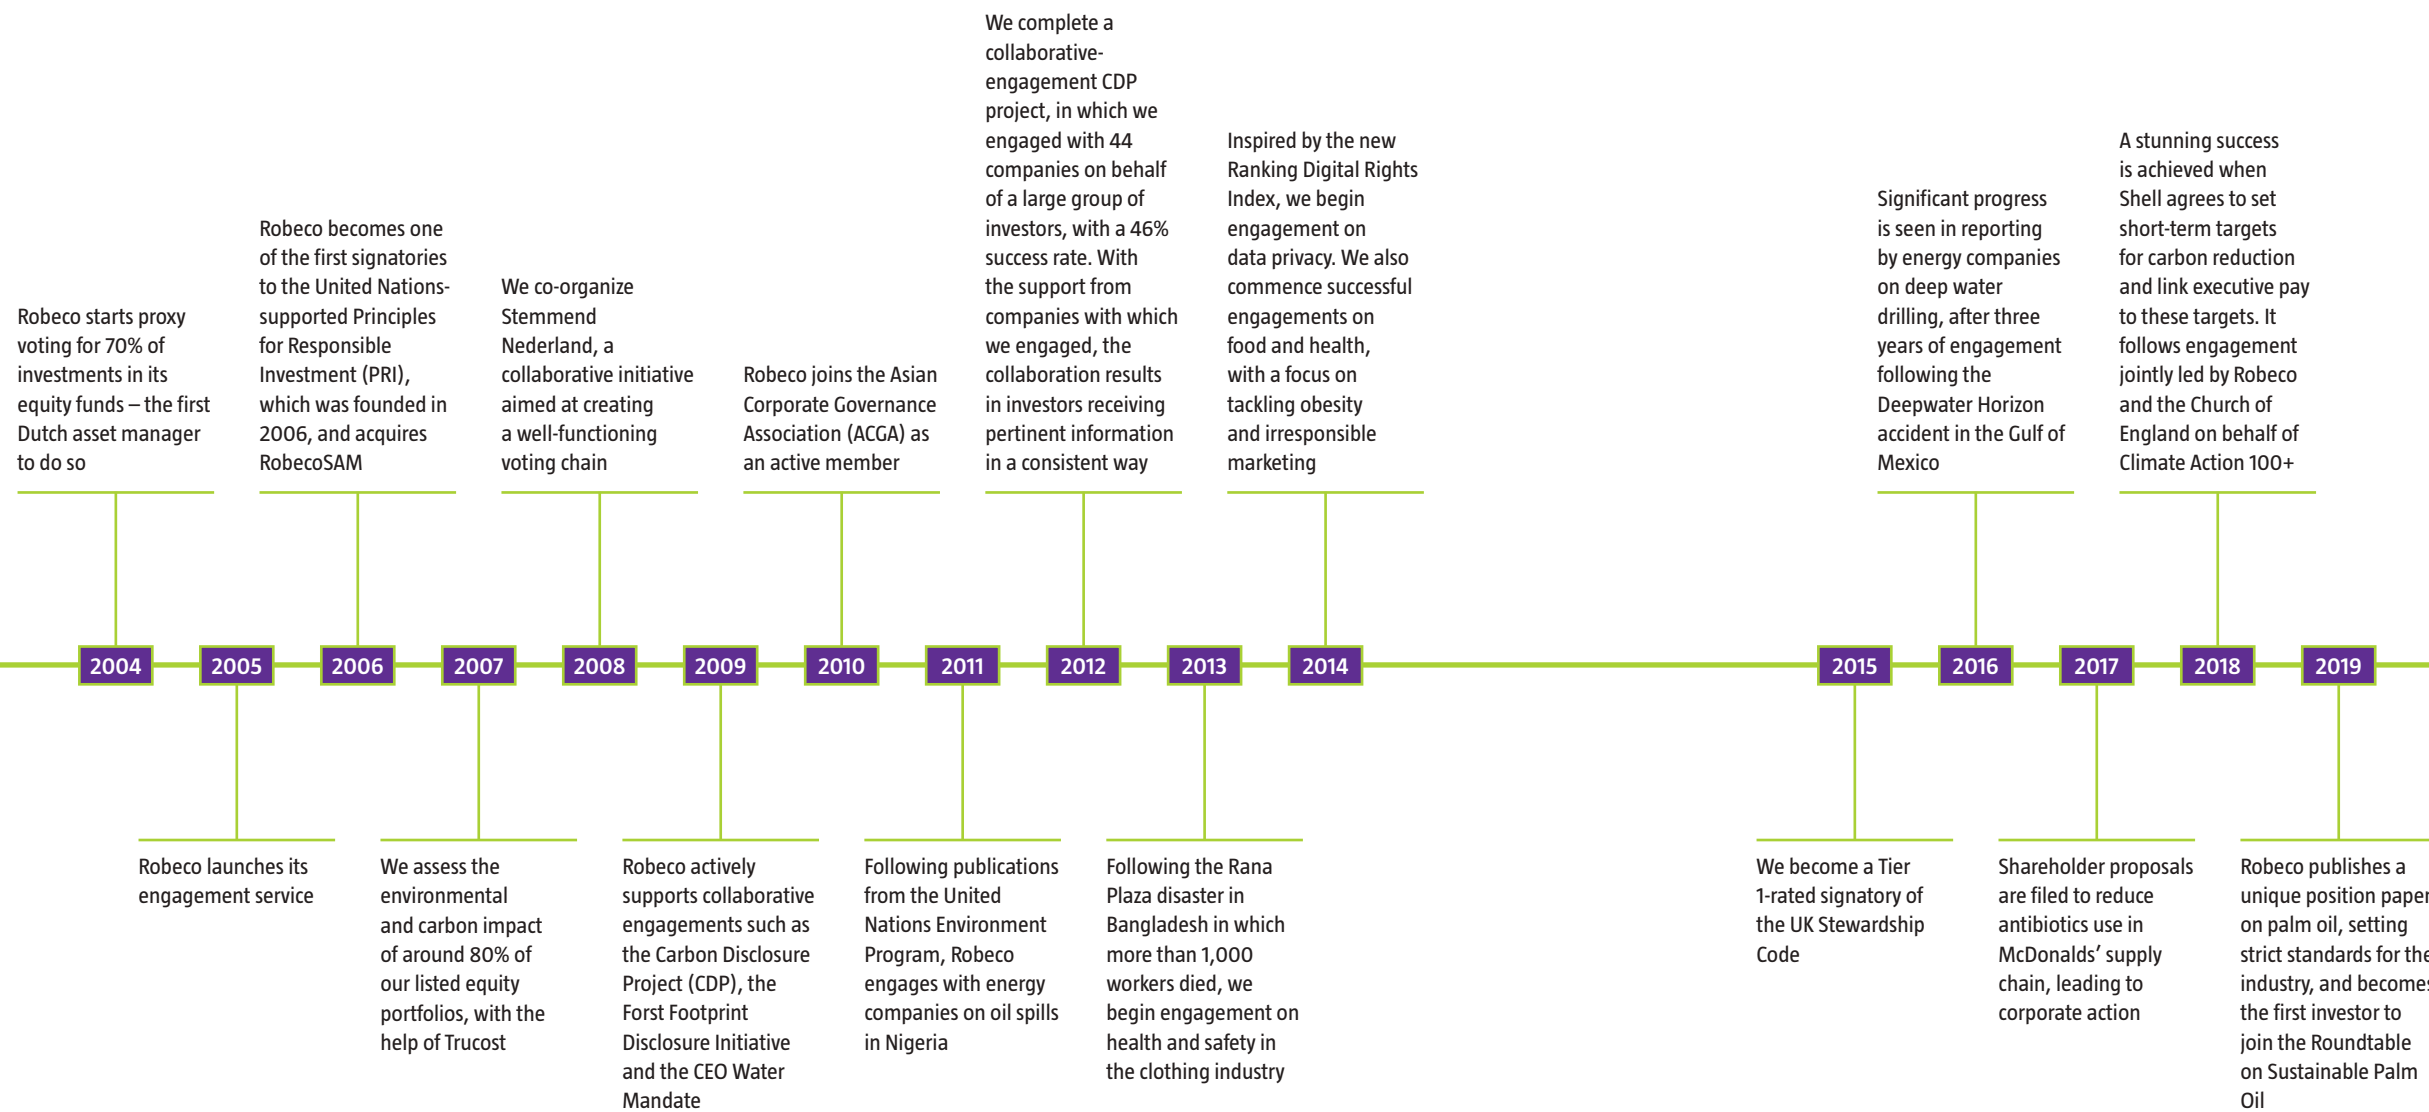 Robeco starts proxy
voting for 70% of
investments in its
equity funds – the first
Dutch asset manager
to do so
Robeco becomes one
of the first signatories
to the United Nations-
supported Principles
for Responsible
Investment (PRI),
which was founded in
2006, and acquires
RobecoSAM
We co-organize
Stemmend
Nederland, a
collaborative initiative
aimed at creating
a well-functioning
voting chain
Robeco joins the Asian
Corporate Governance
Association (ACGA) as
an active member
We complete a
collaborative-
engagement CDP
project, in which we
engaged with 44
companies on behalf
of a large group of
investors, with a 46%
success rate. With
the support from
companies with which
we engaged, the
collaboration results
in investors receiving
pertinent information
in a consistent way
Inspired by the new
Ranking Digital Rights
Index, we begin
engagement on
data privacy. We also
commence successful
engagements on
food and health,
with a focus on
tackling obesity
and irresponsible
marketing
Significant progress
is seen in reporting
by energy companies
on deep water
drilling, after three
years of engagement
following the
Deepwater Horizon
accident in the Gulf of
Mexico
A stunning success
is achieved when
Shell agrees to set
short-term targets
for carbon reduction
and link executive pay
to these targets. It
follows engagement
jointly led by Robeco
and the Church of
England on behalf of
Climate Action 100+
2004
2005
2006
2007
2008
2009
2010
2011
2012
2013
2014
2015
2016
2017
2018
2019
Robeco launches its
engagement service
We assess the
environmental
and carbon impact
of around 80% of
our listed equity
portfolios, with the
help of Trucost
Robeco actively
supports collaborative
engagements such as
the Carbon Disclosure
Project (CDP), the
Forst Footprint
Disclosure Initiative
and the CEO Water
Mandate
Following publications
from the United
Nations Environment
Program, Robeco
engages with energy
companies on oil spills
in Nigeria
Following the Rana
Plaza disaster in
Bangladesh in which
more than 1,000
workers died, we
begin engagement on
health and safety in
the clothing industry
We become a Tier
1-rated signatory of
the UK Stewardship
Code
Shareholder proposals
are filed to reduce
antibiotics use in
McDonalds’ supply
chain, leading to
corporate action
Robeco publishes a
unique position paper
on palm oil, setting
strict standards for the
industry, and becomes
the first investor to
join the Roundtable
on Sustainable Palm
Oil